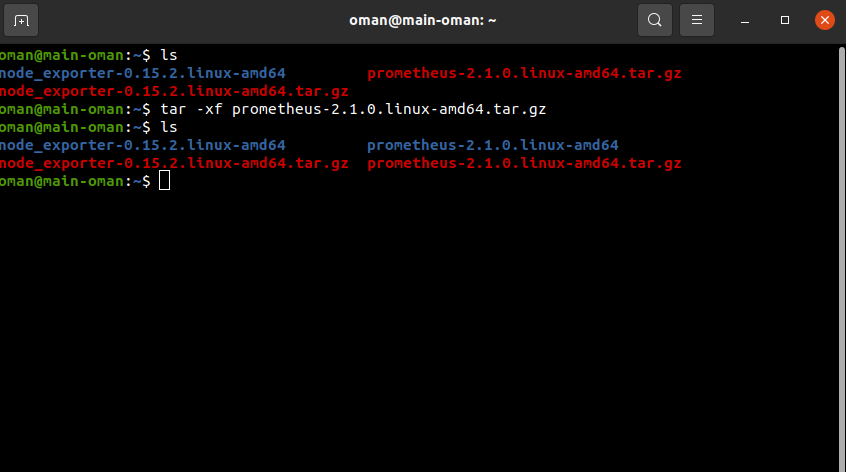 oman@main-oman: ~
oman@main-oman:~$ ls
node_exporter-0.15.2.linux-amd64         prometheus-2.1.0.linux-amd64.tar.gz
node_exporter-0.15.2.linux-amd64.tar.gz
oman@main-oman:~$ tar -xf prometheus-2.1.0.linux-amd64.tar.gz
oman@main-oman:~$ ls
node_exporter-0.15.2.linux-amd64         prometheus-2.1.0.linux-amd64
node_exporter-0.15.2.linux-amd64.tar.gz  prometheus-2.1.0.linux-amd64.tar.gz
oman@main-oman:~$